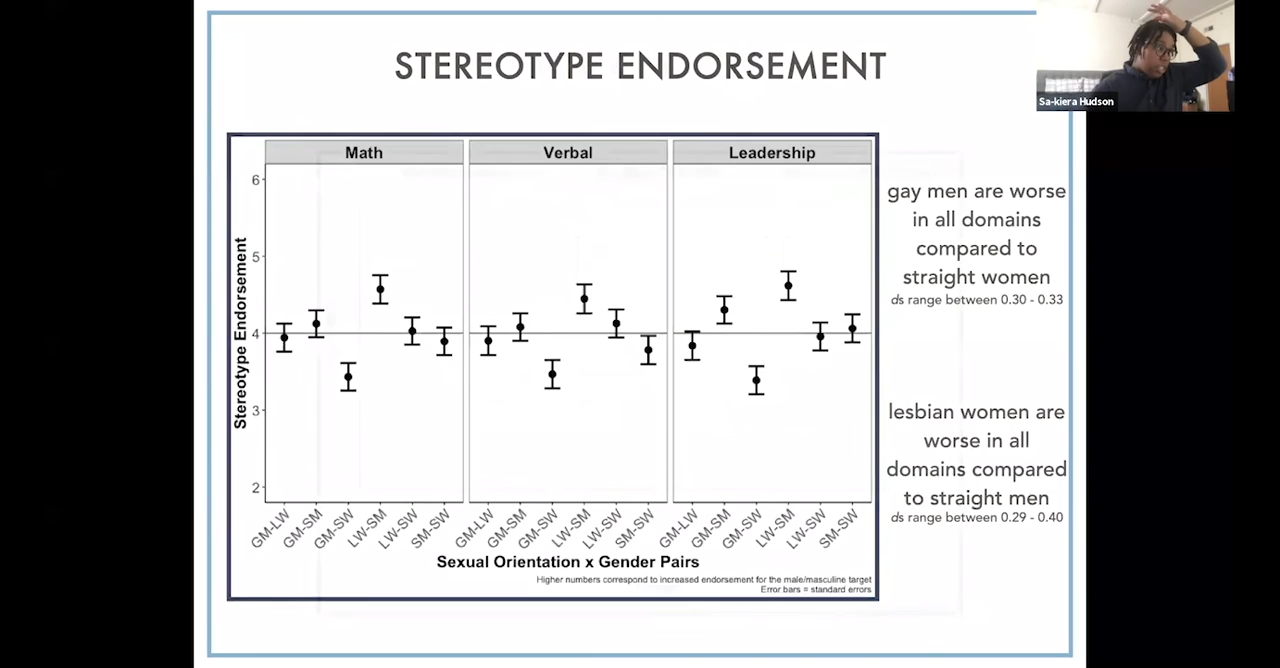 STEREOTYPE ENDORSEMENT
Sa-kiera Hudson
Math
Verbal
Leadership
6
5
4
3
2
Stereotype Endorsement
GM-LW
GM-SM
GM-SW
LW-SM
LW-SW
SM-SW
GM-LW
GM-SM
GM-SW
LW-SM
LW-SW
SM-SW
GM-LW
GM-SM
GM-SW
LW-SM
LW-SW
SM-SW
Sexual Orientation x Gender Pairs
Higher numbers correspond to increased endorsement for the male/masculine target
Error bars = standard errors
gay men are worse
in all domains
compared to
straight women
ds range between 0.30 - 0.33
lesbian women are
worse in all
domains compared
to straight men
ds range between 0.29 - 0.40